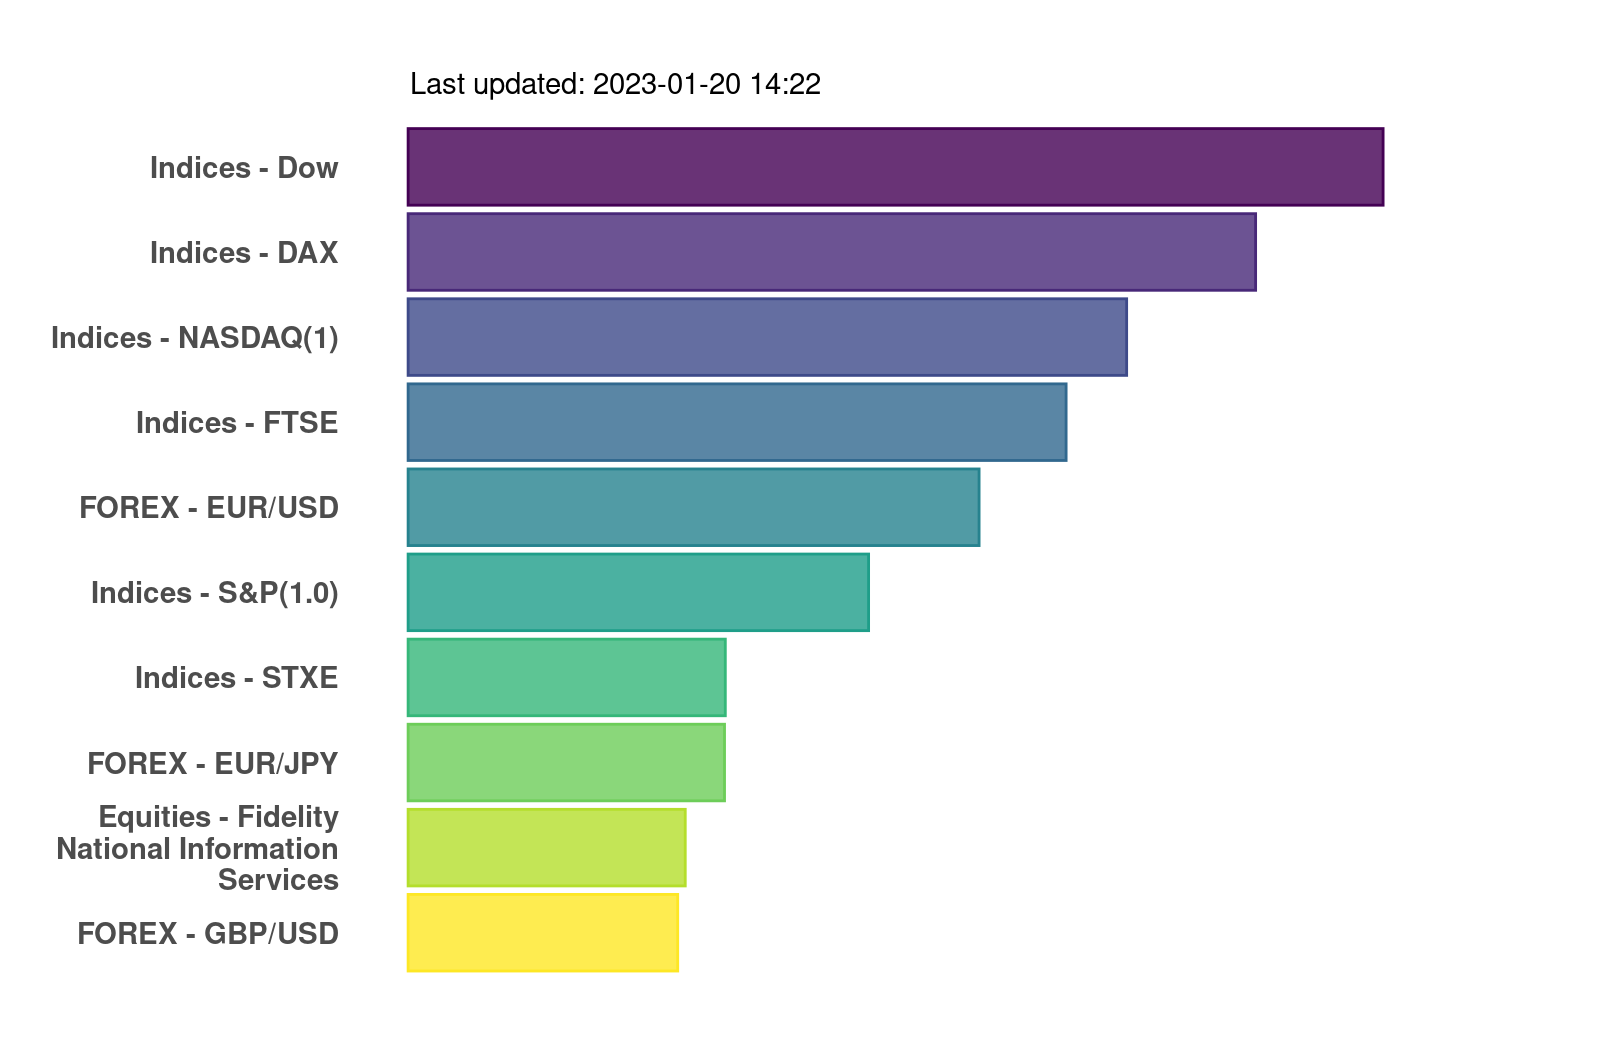 Last updated: 2023-01-20 14:22
Indices - Dow
Indices - DAX
Indices - NASDAQ(1)
Indices - FTSE
FOREX - EUR/USD
Indices - S&P(1.0)
Indices - STXE
FOREX - EUR/JPY
Equities - Fidelity
National Information
Services
FOREX - GBP/USD